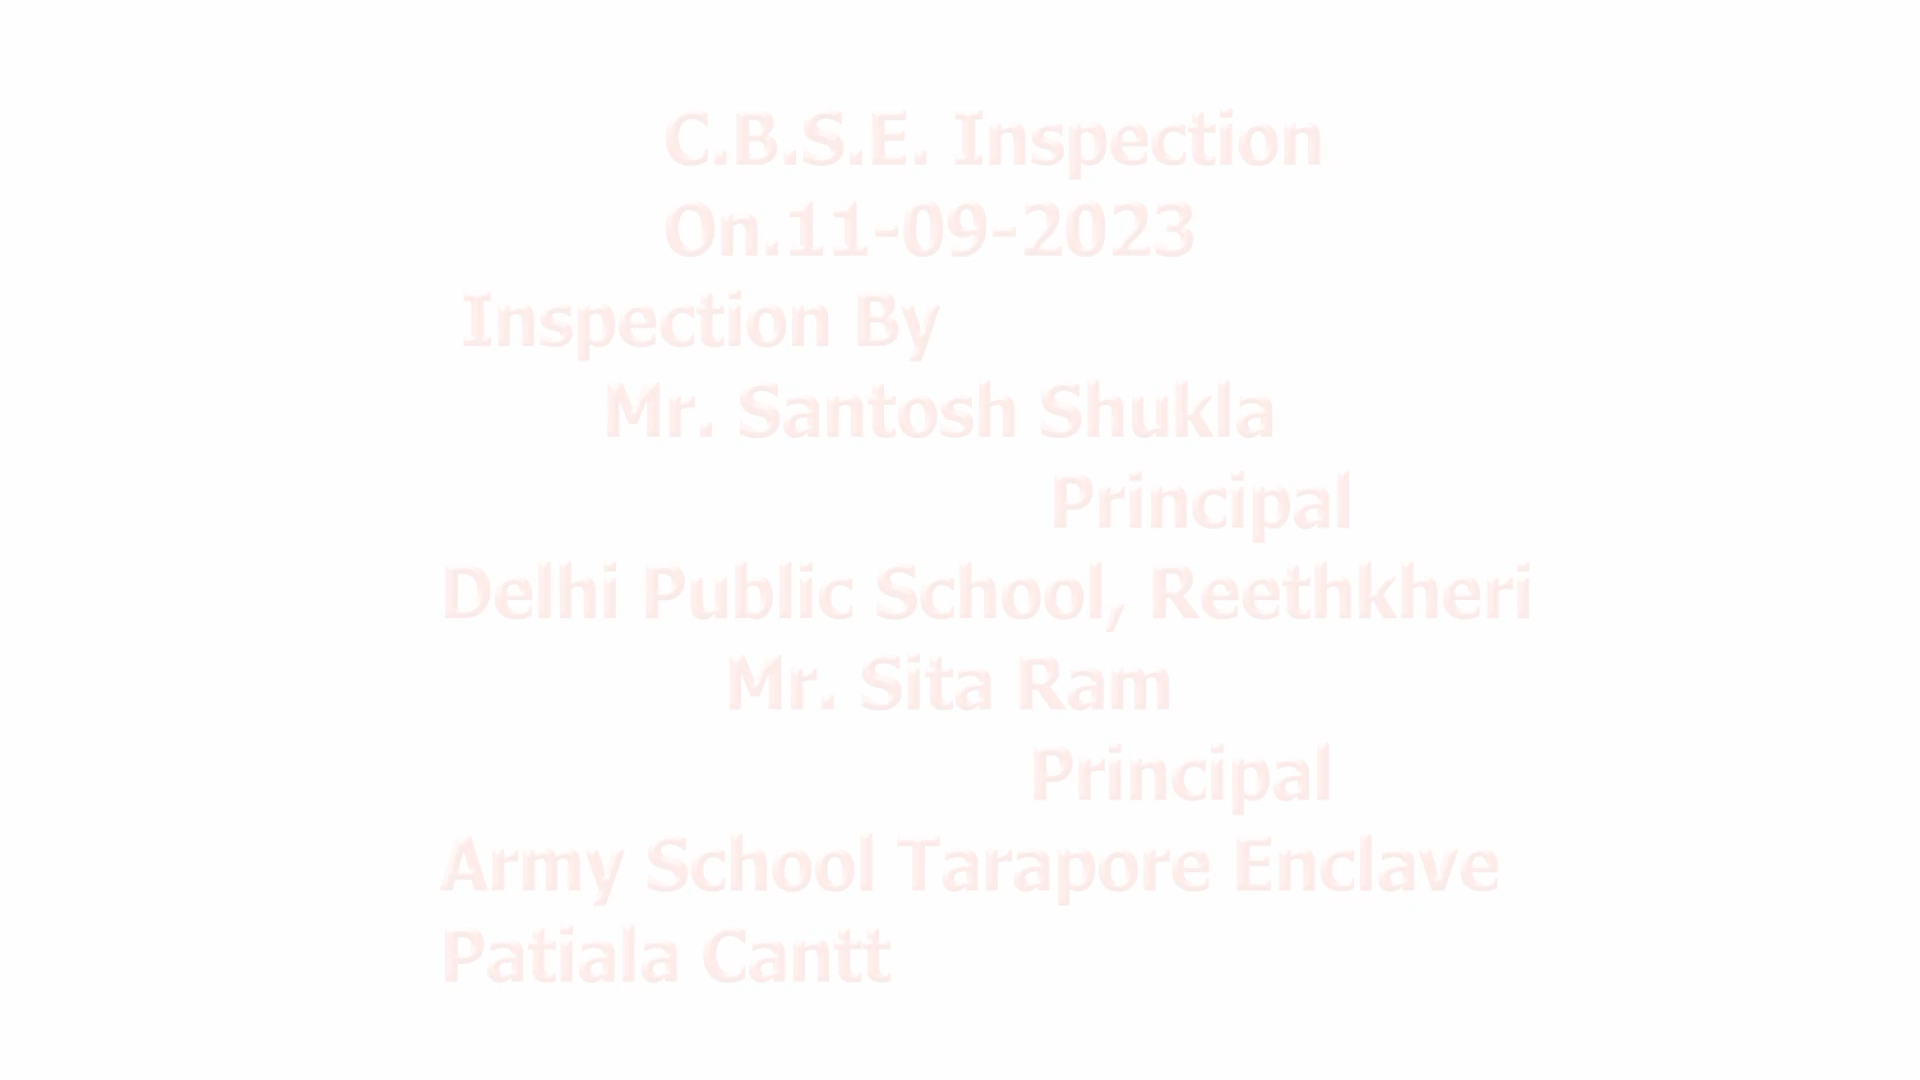 C.B.S.E. Inspection
On.11-09-2023
Inspection By
Mr. Santosh Shukla
Principal
Delhi Public School, Reethkheri
Mr. Sita Ram
Principal
Army School Tarapore Enclave
Patiala Cantt